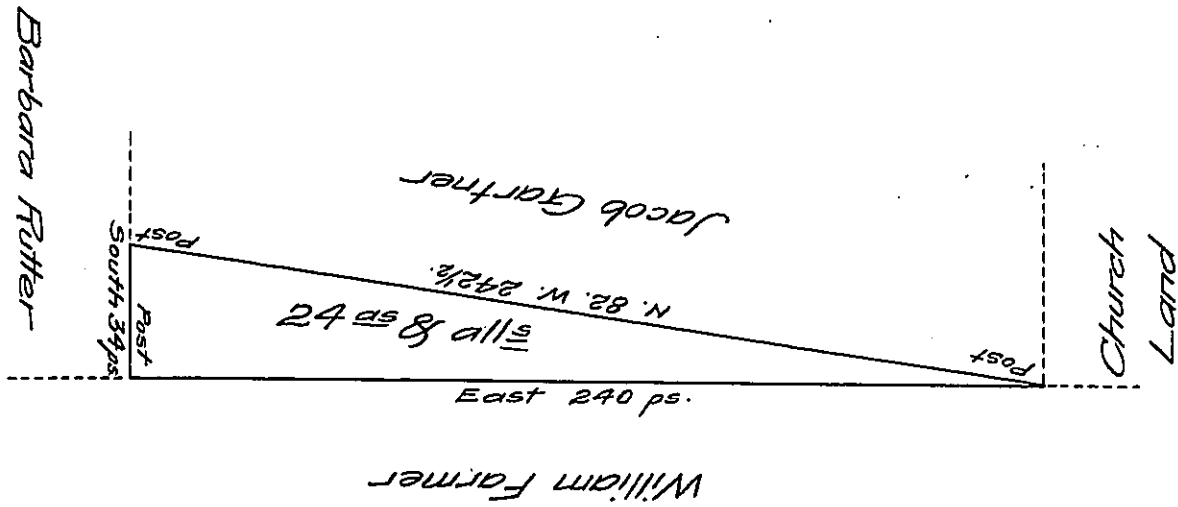 Barbara Rutter
Jacob Gartner
Church
Land
Post
N. 82. W. 242½.
South 34 ps
Post
24 as & alls
Post
East 240 ps.
William Farmer